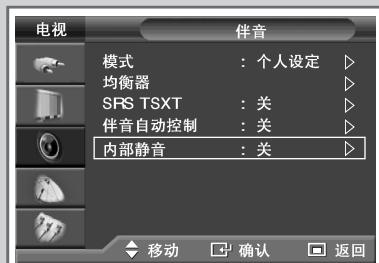 电视 伴音
模式 : 个人设定
均衡器
SRS TSXT : 关
伴音自动控制 : 关
内部静音 : 关
移动 确认 返回